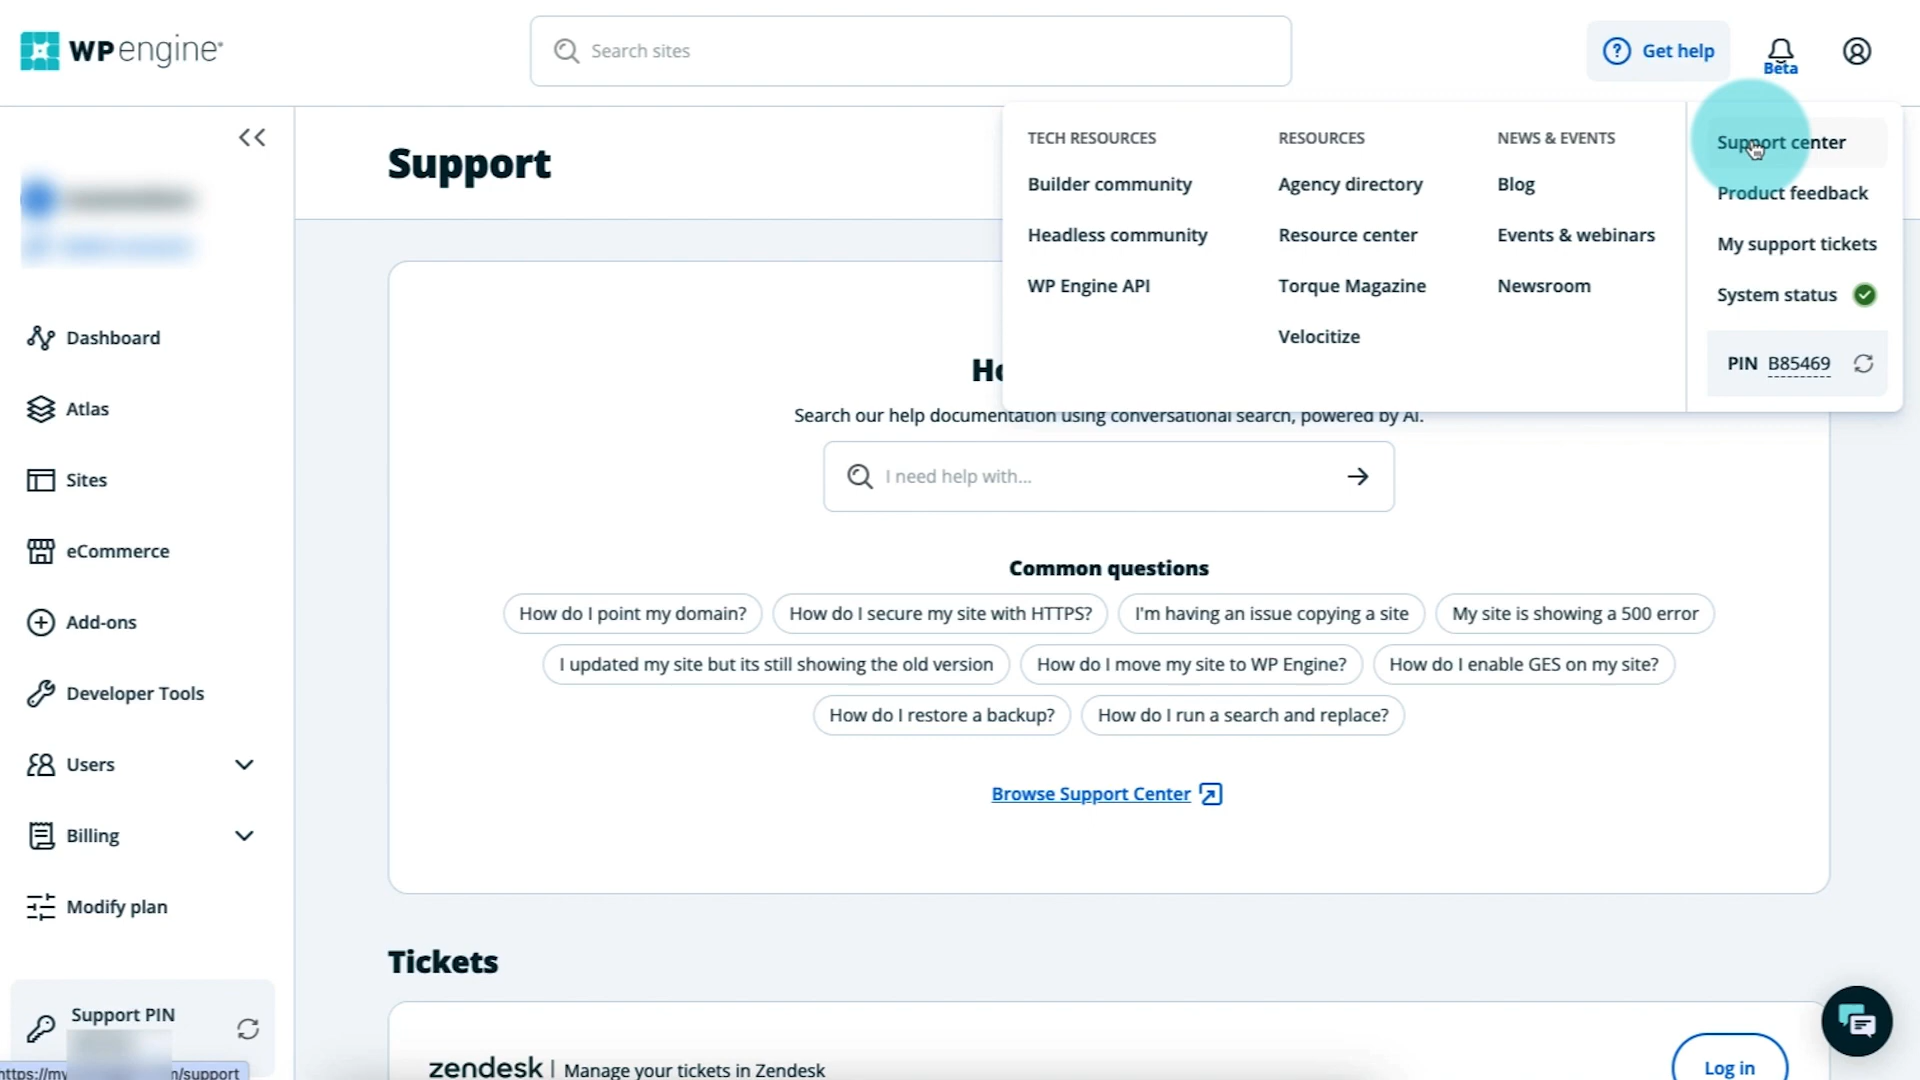 WP engine
Search sites
Get help
Beta
Support
TECH RESOURCES
Builder community
Headless community
WP Engine API
RESOURCES
Agency directory
Resource center
Torque Magazine
Velocitize
NEWS & EVENTS
Blog
Events & webinars
Newsroom
Support center
Product feedback
My support tickets
System status
PIN B85469
Dashboard
Atlas
Sites
eCommerce
Add-ons
Developer Tools
Users
Billing
Modify plan
Support PIN
https://my
n/support
Search our help documentation using conversational search, powered by AI.
I need help with...
Common questions
How do I point my domain? How do I secure my site with HTTPS? I'm having an issue copying a site My site is showing a 500 error
I updated my site but its still showing the old version How do I move my site to WP Engine? How do I enable GES on my site?
How do I restore a backup? How do I run a search and replace?
Browse Support Center
Tickets
zendesk | Manage your tickets in Zendesk
Log in